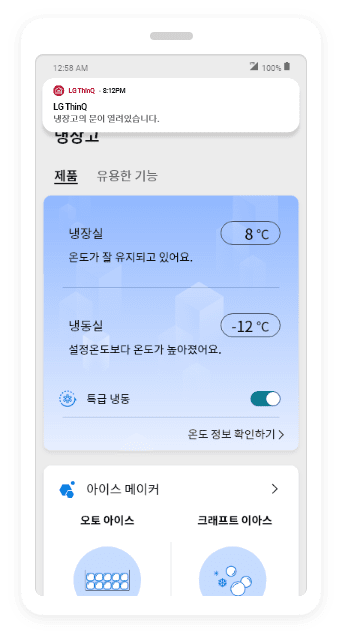 12:58 AM
100%
LG ThinQ · 8:12PM
LG ThinQ
냉장고의 문이 열려있습니다.
냉장고
제품 유용한 기능
냉장실 8 °C
온도가 잘 유지되고 있어요.
냉동실 -12 °C
설정온도보다 온도가 높아졌어요.
특급 냉동
온도 정보 확인하기
아이스 메이커
오토 아이스 크래프트 이아스